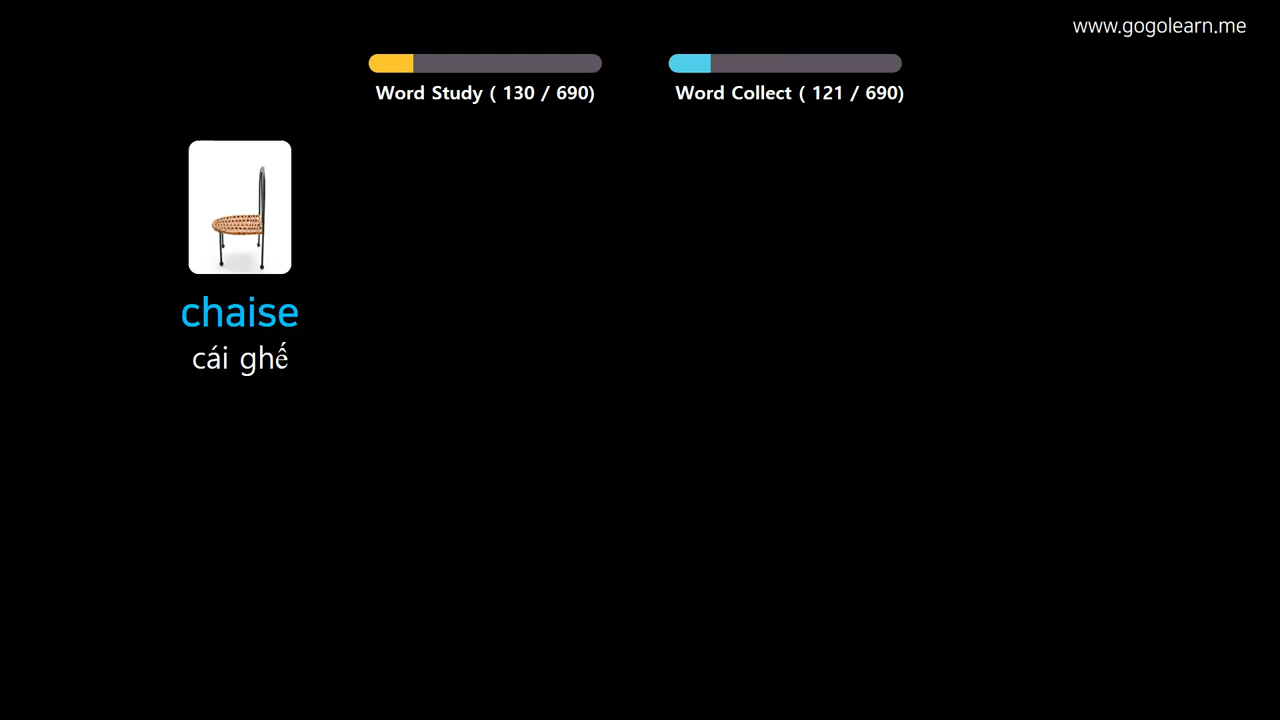 www.gogolearn.me
Word Study ( 130 / 690)
Word Collect ( 121 / 690)
chaise
cái ghế